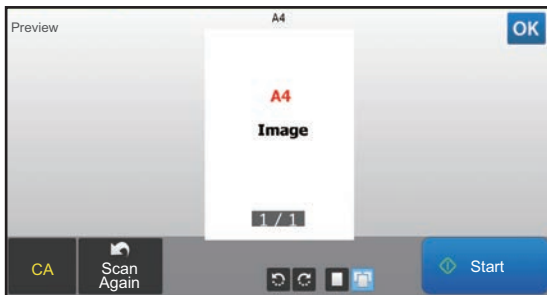 Preview
A4
OK
A4
Image
1 / 1
CA
Scan
Again
Start